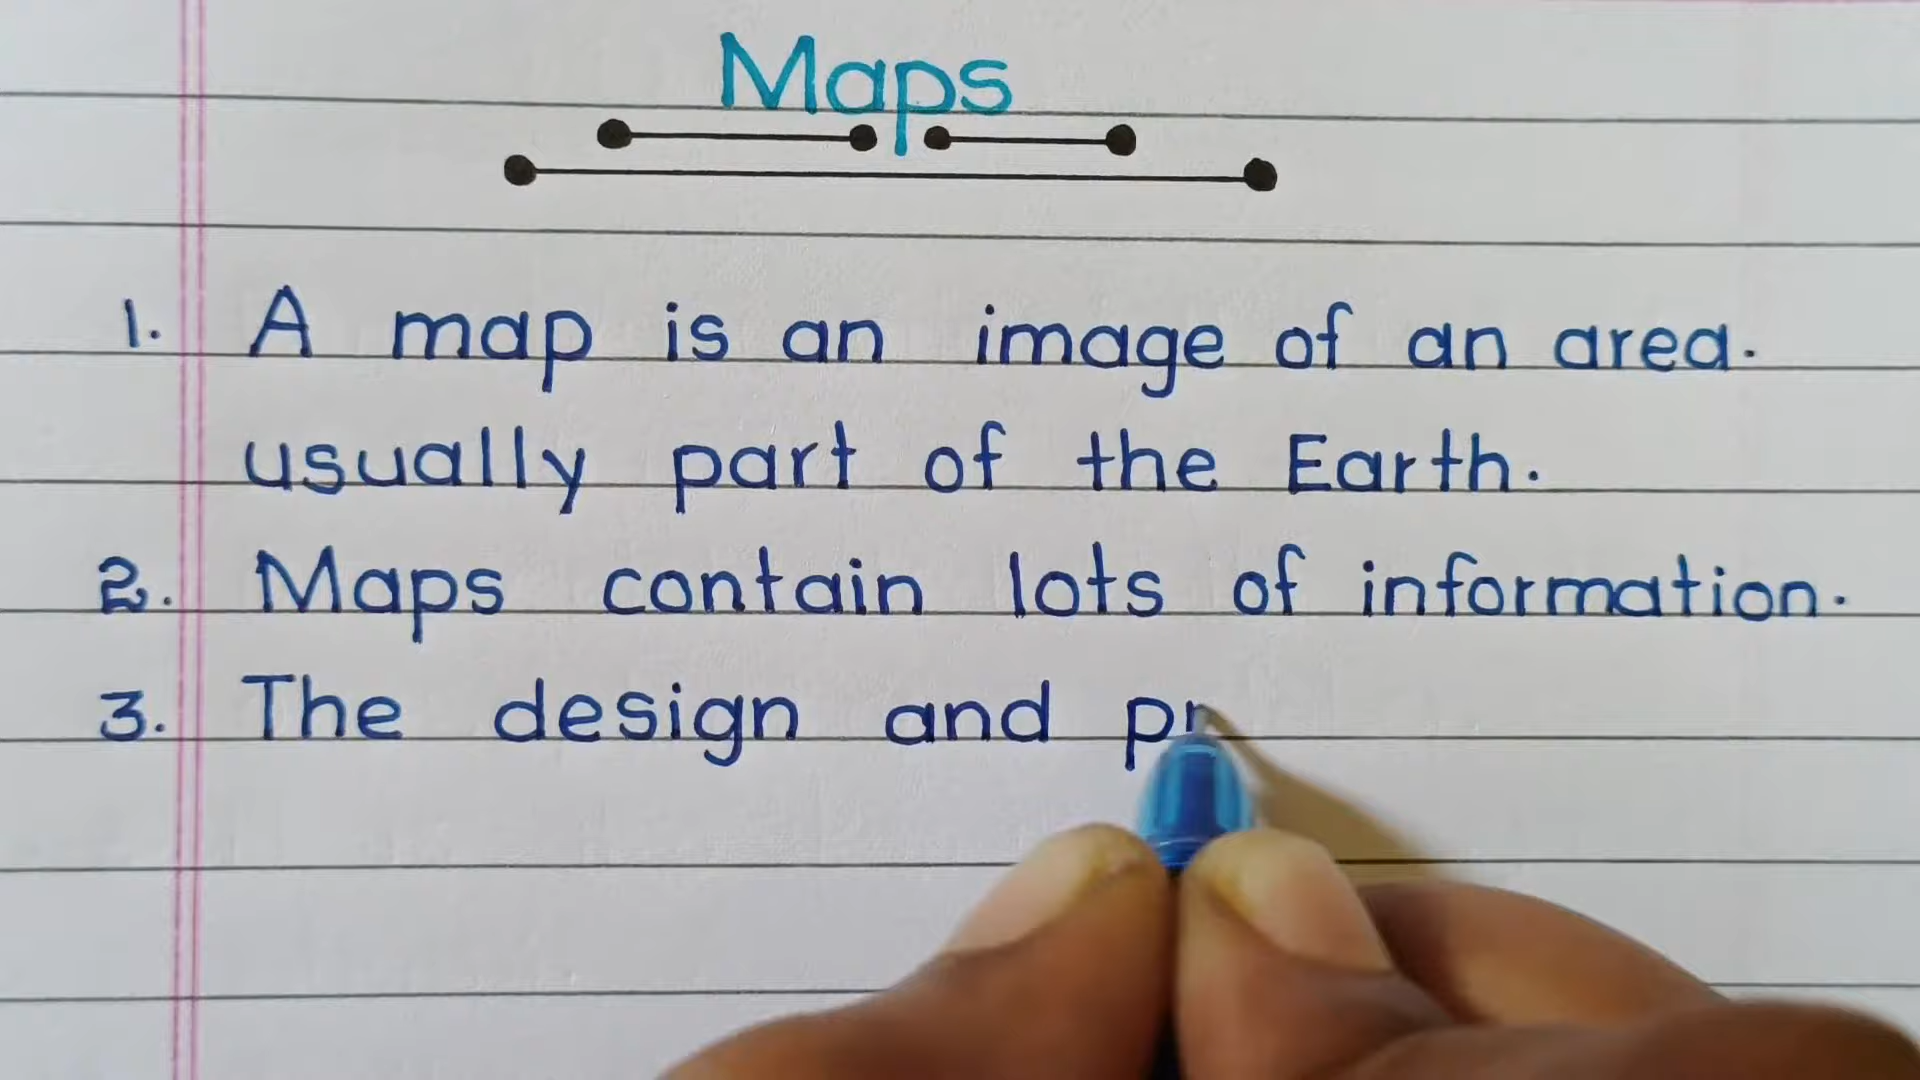 Maps
1. A map is an image of an area.
usually part of the Earth.
2. Maps contain lots of information.
3. The design and